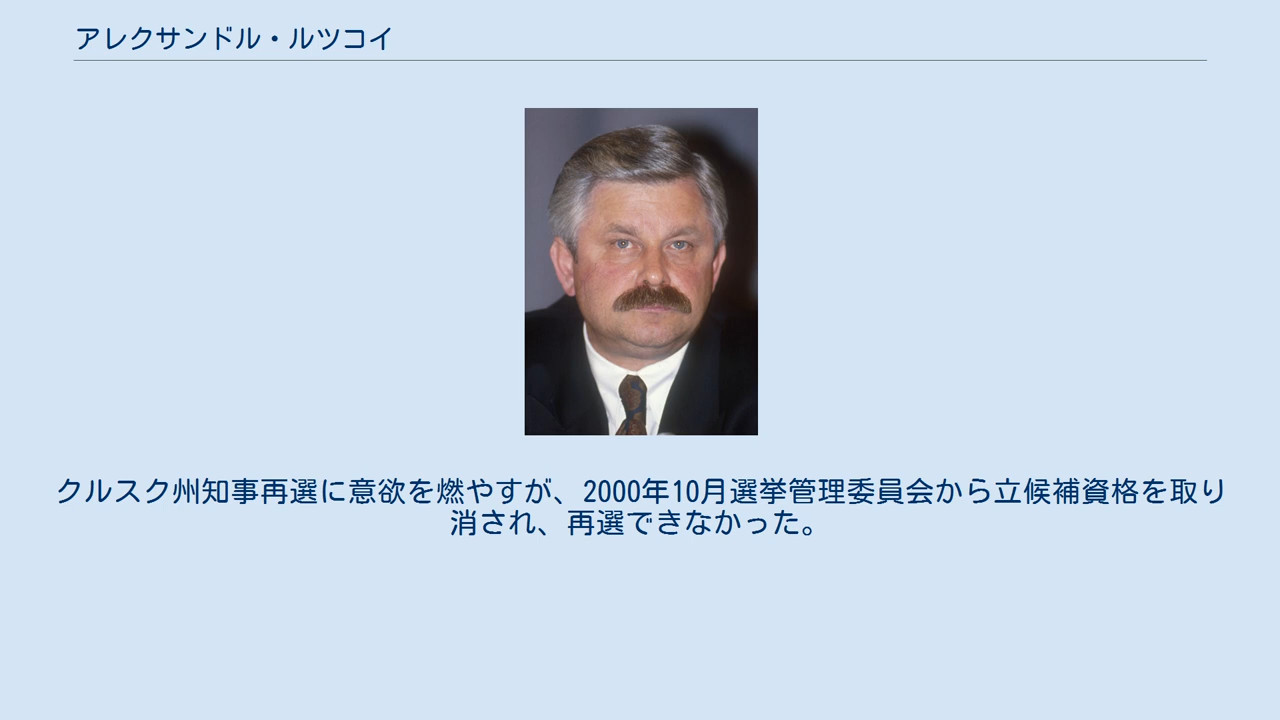 アレクサンドル・ルツコイ
クルスク州知事再選に意欲を燃やすが、2000年10月選挙管理委員会から立候補資格を取り
消され、再選できなかった。